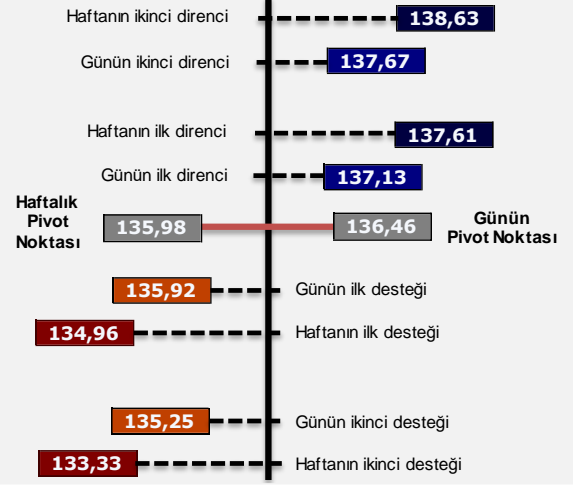 Haftanın ikinci direnci 138,63
Günün ikinci direnci 137,67
Haftanın ilk direnci 137,61
Günün ilk direnci 137,13
Haftalık
Pivot
Noktası
135,98
136,46
Günün
Pivot Noktası
135,92 Günün ilk desteği
134,96 Haftanın ilk desteği
135,25 Günün ikinci desteği
133,33 Haftanın ikinci desteği